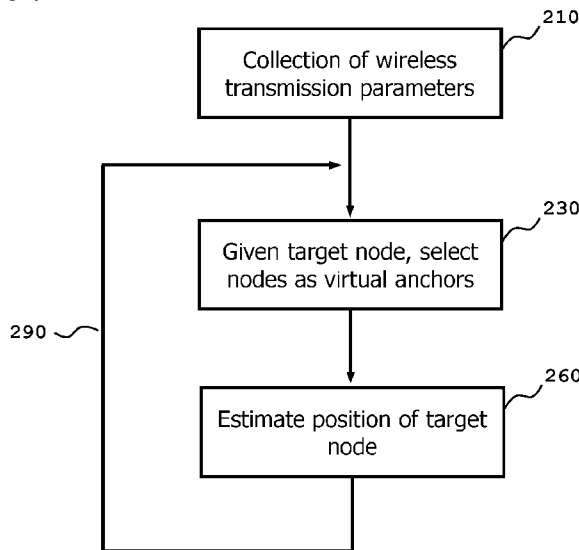 210
Collection of wireless
transmission parameters
230
Given target node, select
nodes as virtual anchors
290
260
Estimate position of target
node